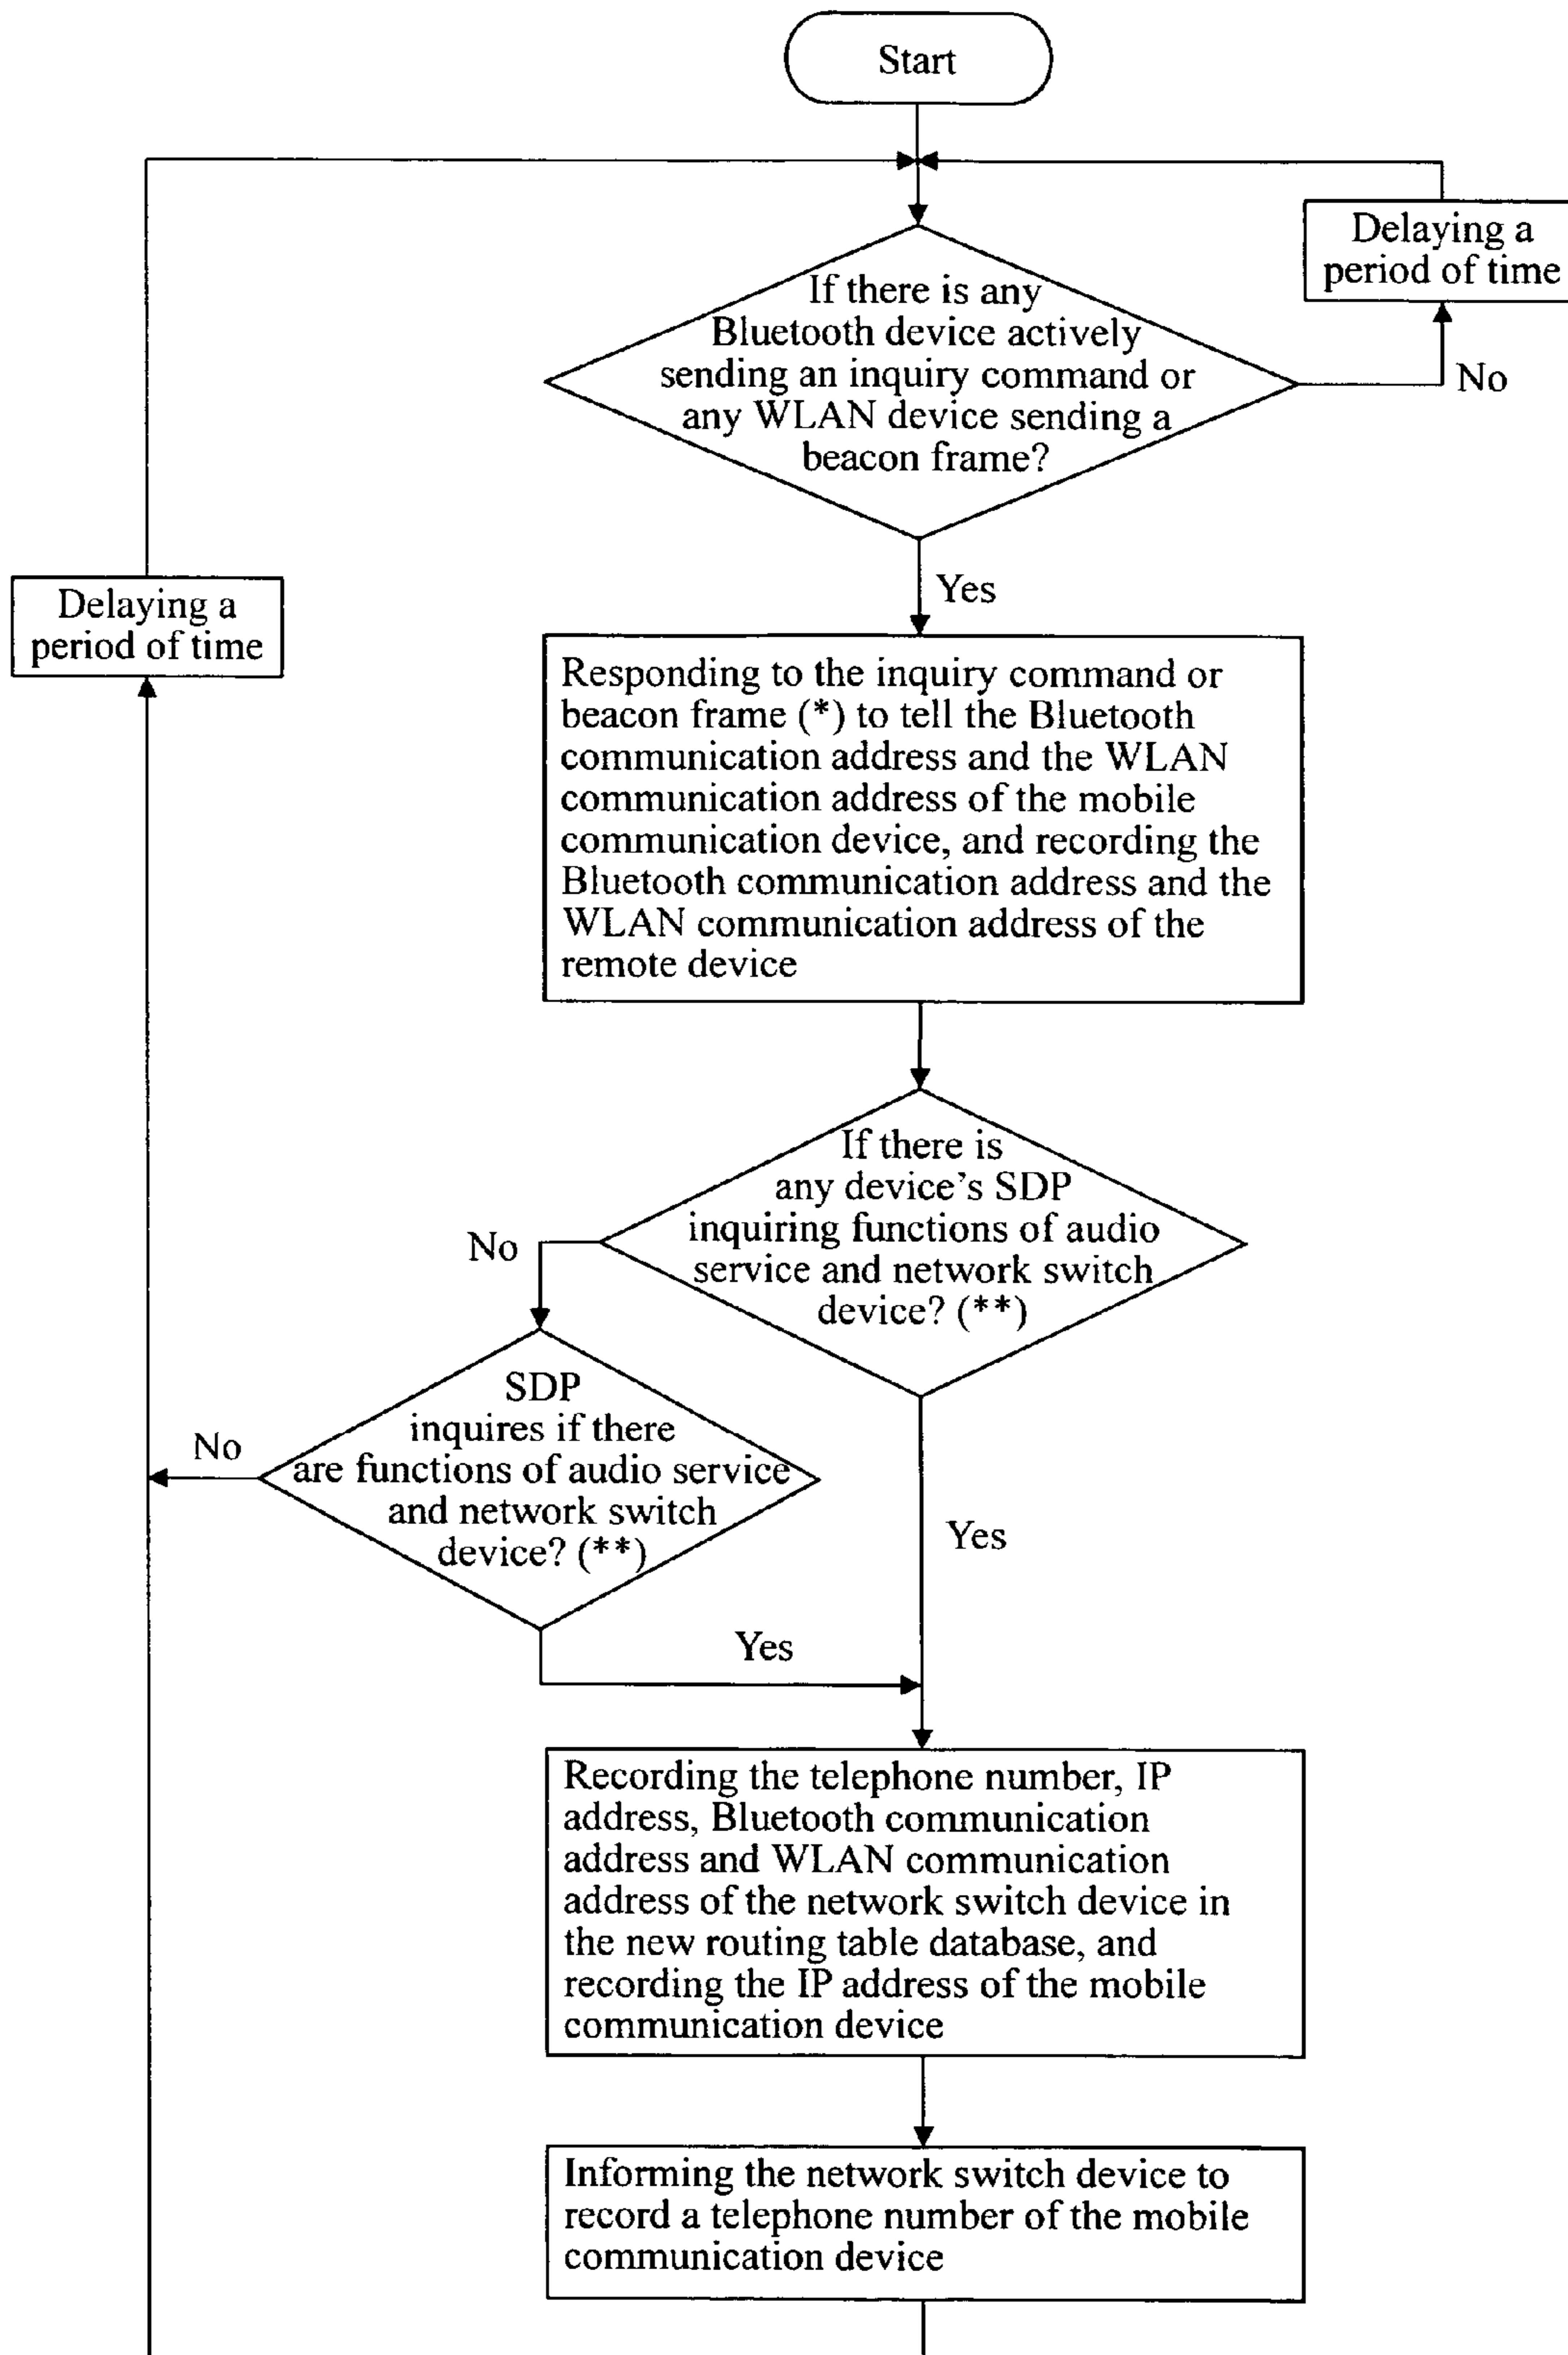 Start
Delaying a
period of time
If there is any
Bluetooth device actively
sending an inquiry command or
any WLAN device sending a
beacon frame?
No
Yes
Delaying a
period of time
Responding to the inquiry command or
beacon frame (*) to tell the Bluetooth
communication address and the WLAN
communication address of the mobile
communication device, and recording the
Bluetooth communication address and the
WLAN communication address of the
remote device
If there is
any device's SDP
inquiring functions of audio
service and network switch
device? (**)
No
SDP
inquires if there
are functions of audio service
and network switch
device? (**)
No
Yes
Yes
Recording the telephone number, IP
address, Bluetooth communication
address and WLAN communication
address of the network switch device in
the new routing table database, and
recording the IP address of the mobile
communication device
Informing the network switch device to
record a telephone number of the mobile
communication device